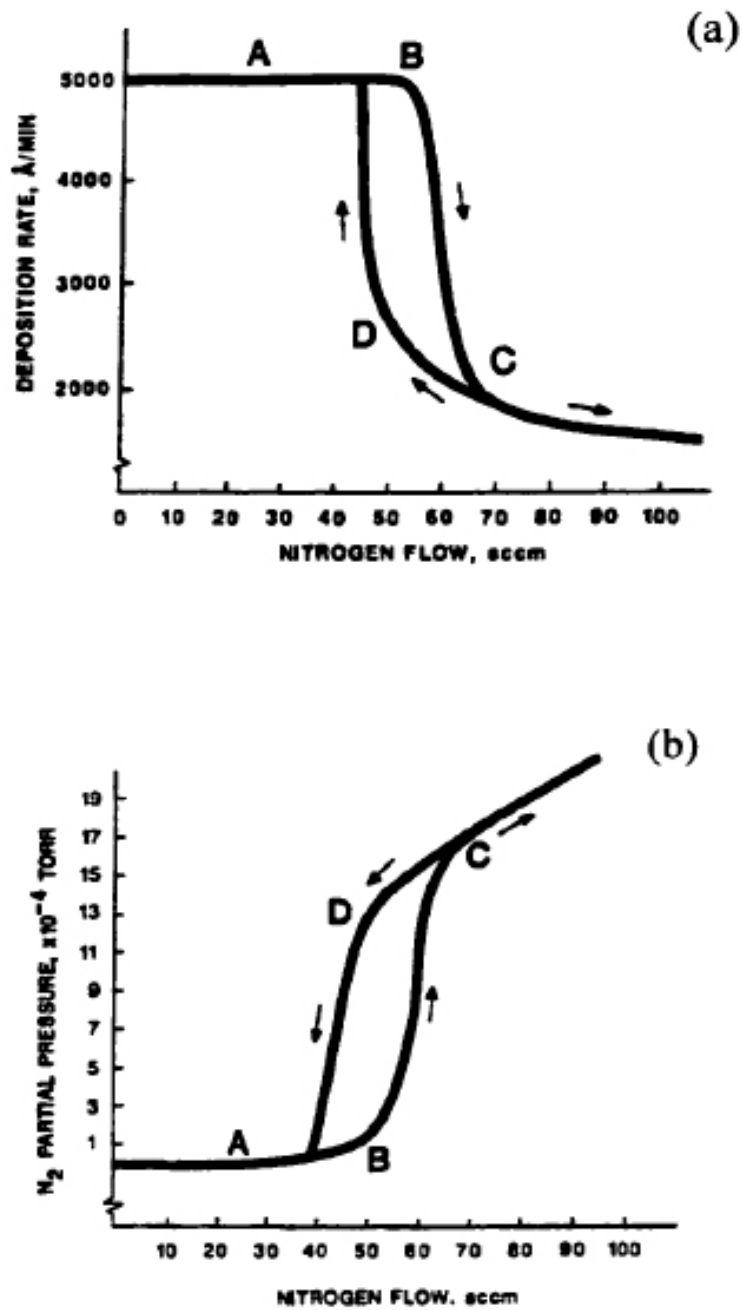 (a)
A B
5000
4000
3000
2000
DEPOSITION RATE, Å/MIN
D
C
0 10 20 30 40 50 60 70 80 90 100
NITROGEN FLOW, sccm
(b)
19
17
15
13
11
9
7
5
3
1
N2 PARTIAL PRESSURE, x10⁻⁴ TORR
C
D
A
B
10 20 30 40 50 60 70 80 90 100
NITROGEN FLOW. sccm